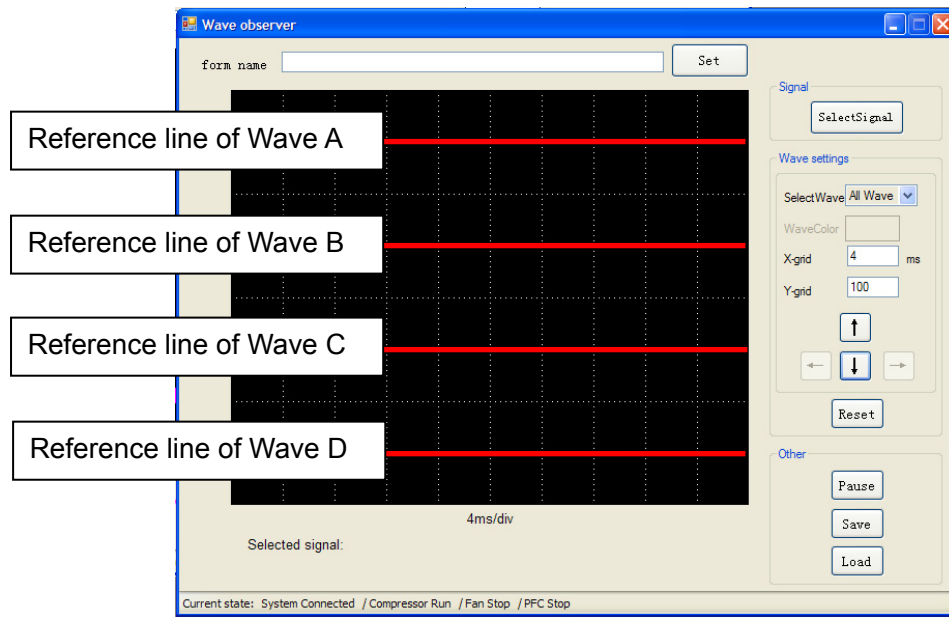 Wave observer
form name
Set
Signal
SelectSignal
Reference line of Wave A
Wave settings
SelectWave All Wave
WaveColor
Reference line of Wave B
X-grid 4 ms
Y-grid 100
↑
Reference line of Wave C
← ↓ →
Reset
Reference line of Wave D
Other
Pause
4ms/div
Save
Selected signal:
Load
Current state: System Connected / Compressor Run / Fan Stop / PFC Stop